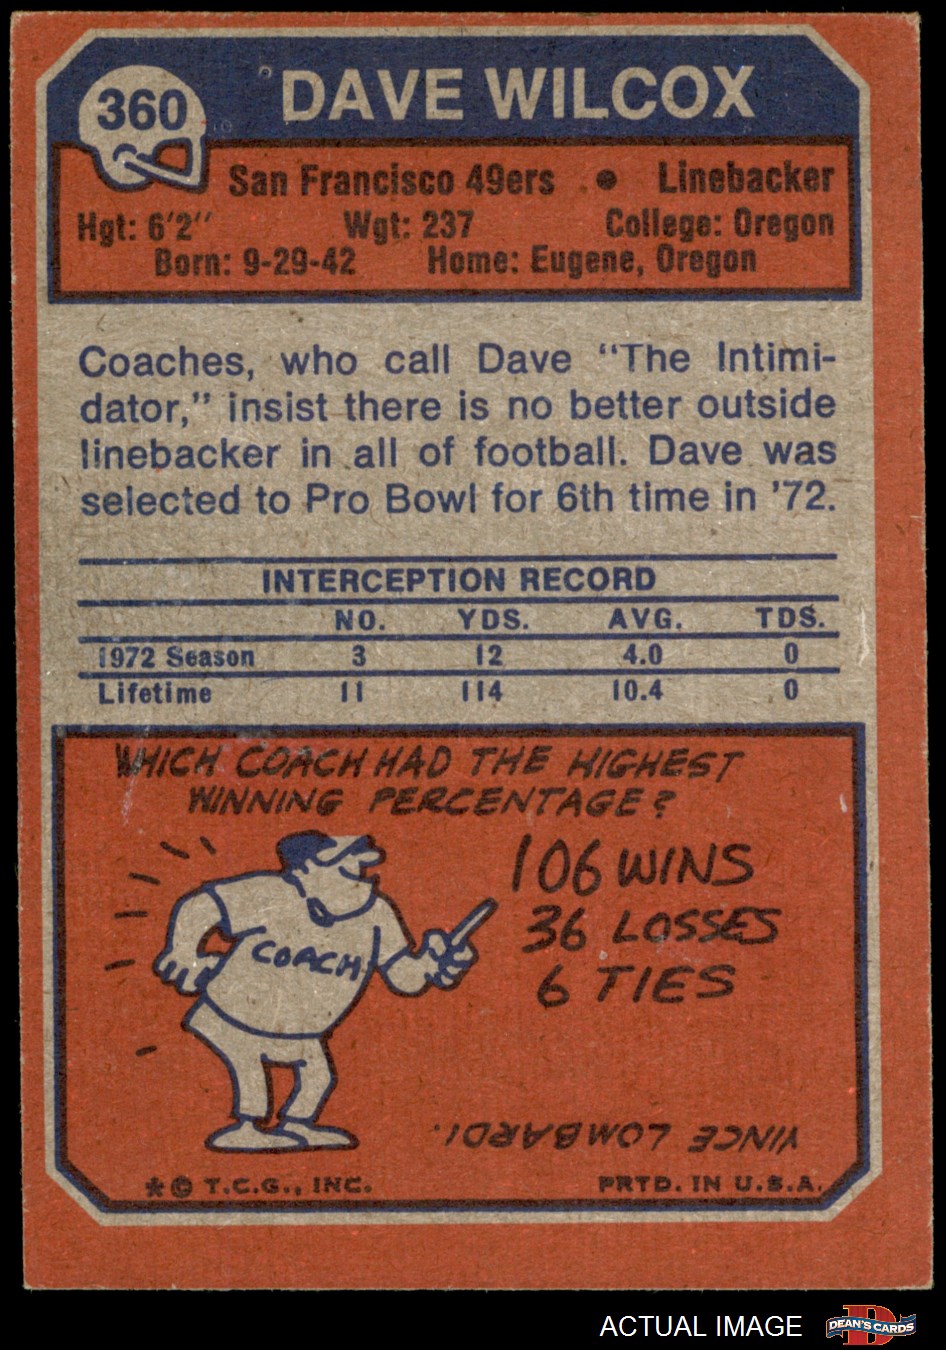 360
DAVE WILCOX
San Francisco 49ers • Linebacker
Hgt: 6'2" Wgt: 237 College: Oregon
Born: 9-29-42 Home: Eugene, Oregon
Coaches, who call Dave "The Intimi-
dator," insist there is no better outside
linebacker in all of football. Dave was
selected to Pro Bowl for 6th time in '72.
INTERCEPTION RECORD
NO. YDS. AVG. TDS.
1972 Season 3 12 4.0 0
Lifetime 11 114 10.4 0
WHICH COACH HAD THE HIGHEST
WINNING PERCENTAGE?
106 WINS
36 LOSSES
6 TIES
COACH
VINCE LOMBARDI.
* © T.C.G., INC. PRTD. IN U.S.A.
ACTUAL IMAGE
D
DEAN'S CARDS